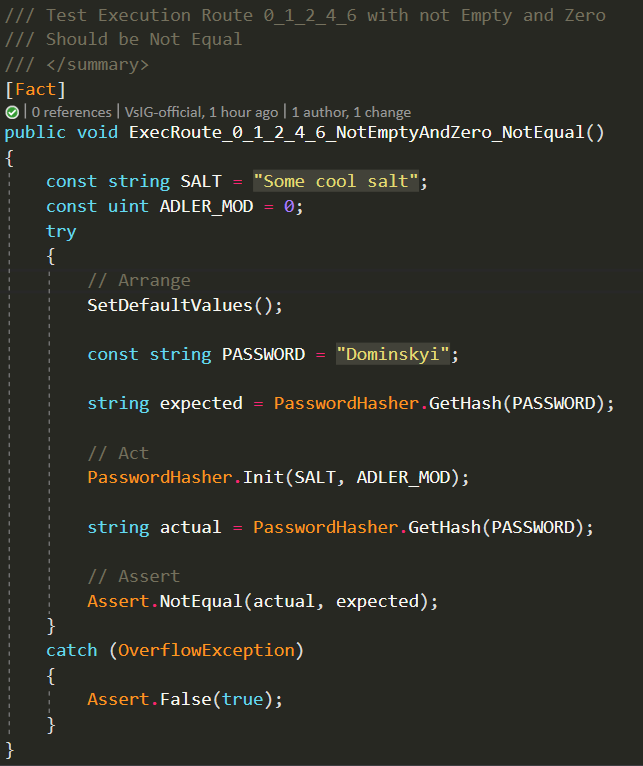 /// Test Execution Route 0_1_2_4_6 with not Empty and Zero
/// Should be Not Equal
/// </summary>
[Fact]
0 references | VsIG-official, 1 hour ago | 1 author, 1 change
public void ExecRoute_0_1_2_4_6_NotEmptyAndZero_NotEqual()
{
const string SALT = "Some cool salt";
const uint ADLER_MOD = 0;
try
{
// Arrange
SetDefaultValues();
const string PASSWORD = "Dominskyi";
string expected = PasswordHasher.GetHash(PASSWORD);
// Act
PasswordHasher.Init(SALT, ADLER_MOD);
string actual = PasswordHasher.GetHash(PASSWORD);
// Assert
Assert.NotEqual(actual, expected);
}
catch (OverflowException)
{
Assert.False(true);
}
}